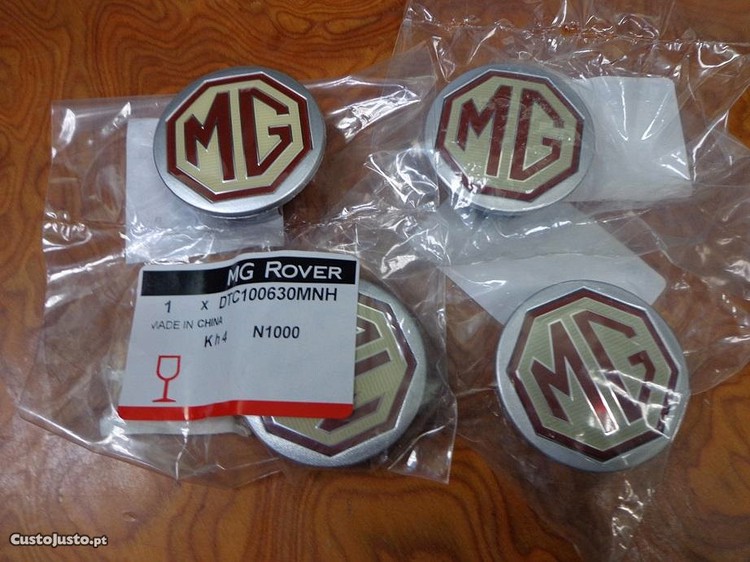 MG
MG
MG ROVER
1 x DTC100630MNH
MADE IN CHINA
Kh4 N1000
MG
CustoJusto.pt